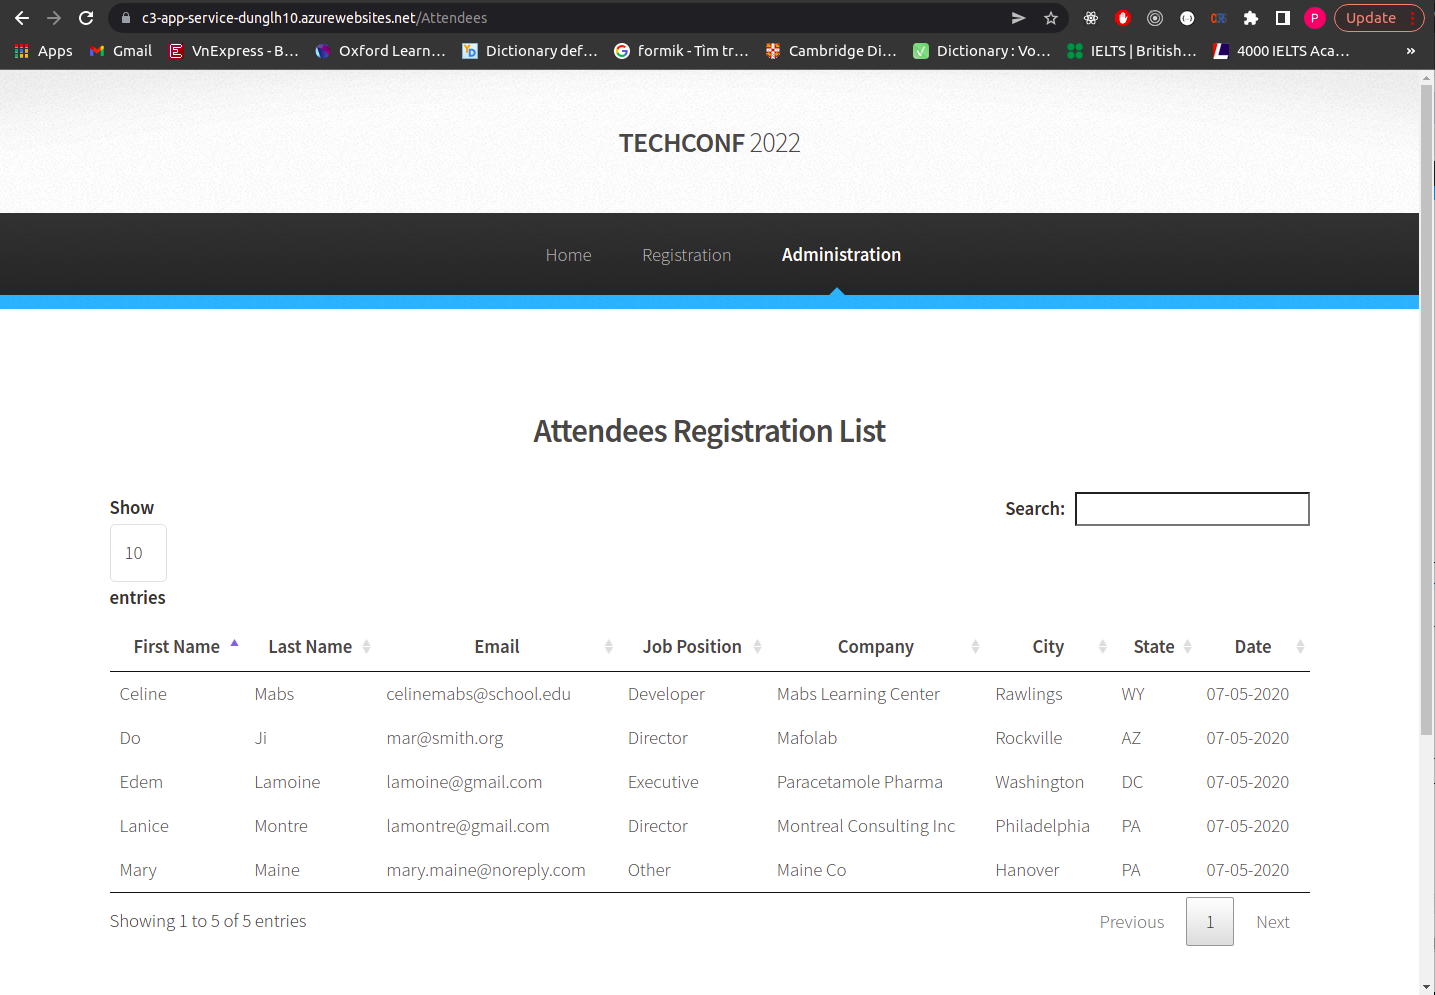 c3-app-service-dunglh10.azurewebsites.net/Attendees
P
Update
Apps
Gmail
VnExpress - B...
Oxford Learn...
Dictionary def...
formik - Tìm tr...
Cambridge Di...
Dictionary : Vo...
IELTS | British...
4000 IELTS Aca...
»
TECHCONF 2022
Home Registration Administration
Attendees Registration List
Show
10
entries
Search:
First Name Last Name Email Job Position Company City State Date
Celine Mabs celinemabs@school.edu Developer Mabs Learning Center Rawlings WY 07-05-2020
Do Ji mar@smith.org Director Mafolab Rockville AZ 07-05-2020
Edem Lamoine lamoine@gmail.com Executive Paracetamole Pharma Washington DC 07-05-2020
Lanice Montre lamontre@gmail.com Director Montreal Consulting Inc Philadelphia PA 07-05-2020
Mary Maine mary.maine@noreply.com Other Maine Co Hanover PA 07-05-2020
Showing 1 to 5 of 5 entries
Previous 1 Next